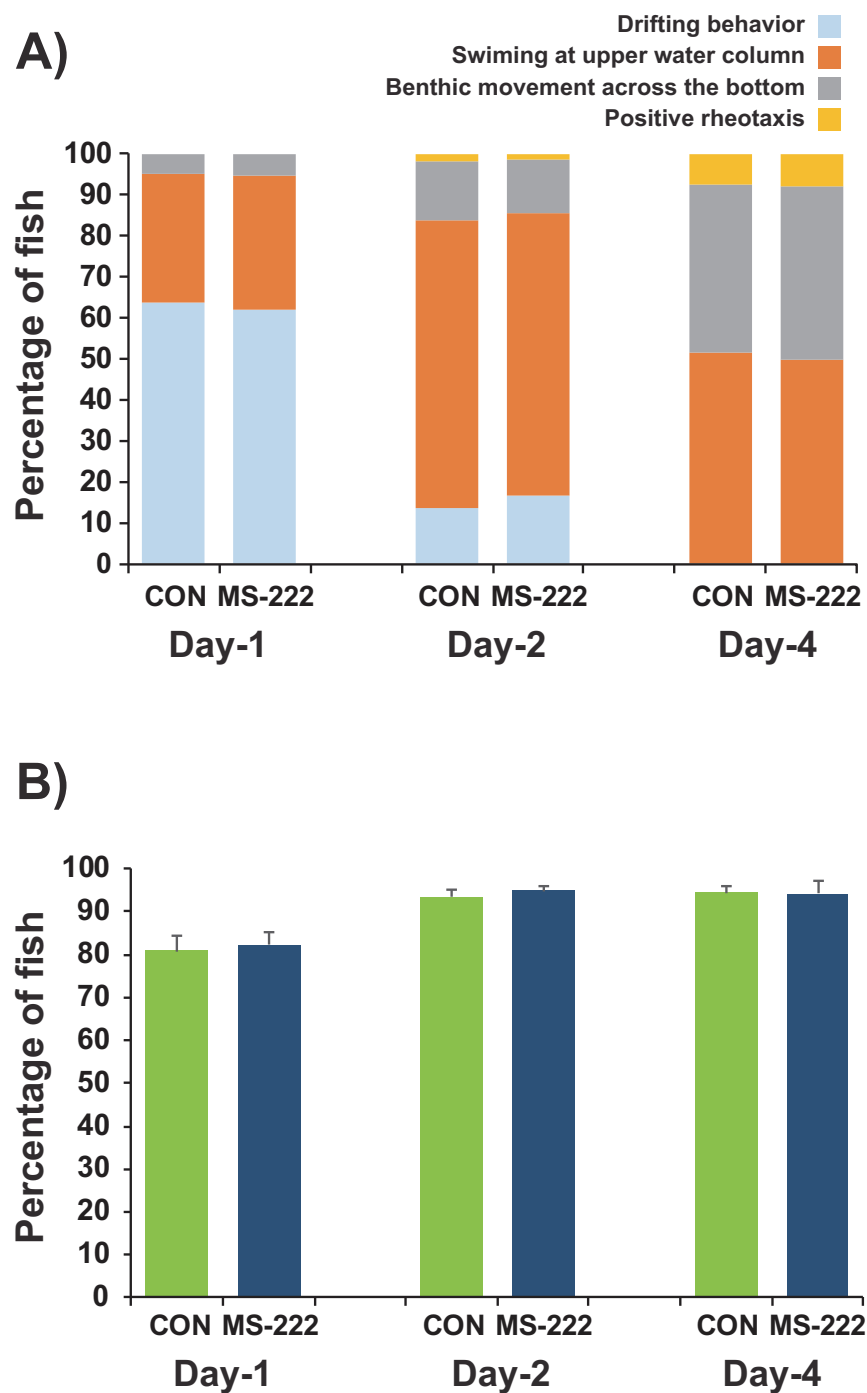 A)
Drifting behavior
Swiming at upper water column
Benthic movement across the bottom
Positive rheotaxis
Percentage of fish
100
90
80
70
60
50
40
30
20
10
0
CON MS-222 CON MS-222 CON MS-222
Day-1 Day-2 Day-4
B)
Percentage of fish
100
90
80
70
60
50
40
30
20
10
0
CON MS-222 CON MS-222 CON MS-222
Day-1 Day-2 Day-4